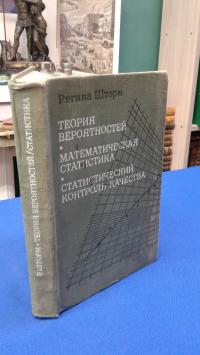 Регина Шторм
ТЕОРИЯ
ВЕРОЯТНОСТЕЙ
•
МАТЕМАТИЧЕСКАЯ
СТАТИСТИКА
•
СТАТИСТИЧЕСКИЙ
КОНТРОЛЬ КАЧЕСТВА
Р. ШТОРМ • ТЕОРИЯ ВЕРОЯТНОСТЕЙ / СТАТИСТИКА